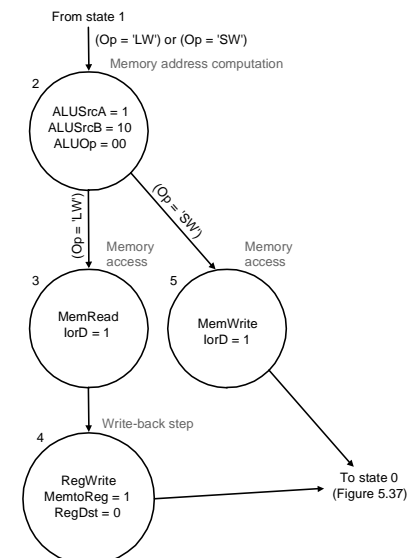 From state 1
(Op = 'LW') or (Op = 'SW')
Memory address computation
2
ALUSrcA = 1
ALUSrcB = 10
ALUOp = 00
(Op = 'LW')
(Op = 'SW')
Memory
access
3
MemRead
IorD = 1
Memory
access
5
MemWrite
IorD = 1
Write-back step
4
RegWrite
MemtoReg = 1
RegDst = 0
To state 0
(Figure 5.37)